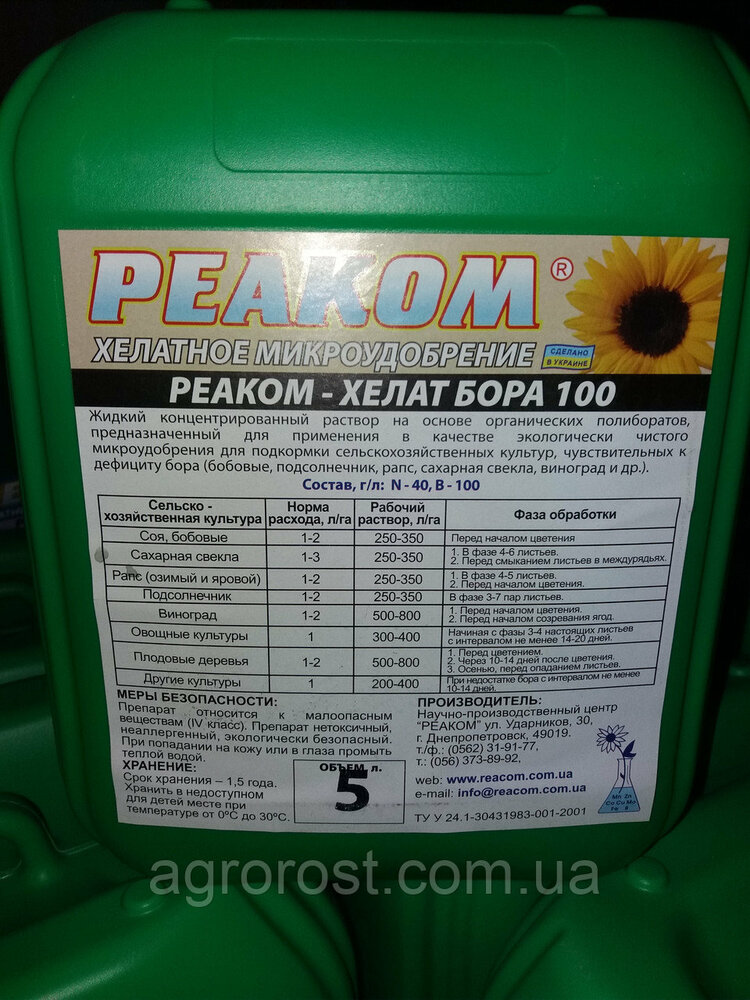 РЕАКОМ ®
ХЕЛАТНОЕ МИКРОУДОБРЕНИЕ
СДЕЛАНО
В УКРАИНЕ
РЕАКОМ - ХЕЛАТ БОРА 100
Жидкий концентрированный раствор на основе органических полиборатов,
предназначенный для применения в качестве экологически чистого
микроудобрения для подкормки сельскохозяйственных культур, чувствительных к
дефициту бора (бобовые, подсолнечник, рапс, сахарная свекла, виноград и др.).
Состав, г/л: N - 40, B - 100
Сельско - хозяйственная культура | Норма расхода, л/га | Рабочий раствор, л/га | Фаза обработки
Соя, бобовые 1-2 250-350 Перед началом цветения
Сахарная свекла 1-3 250-350 1. В фазе 4-6 листьев.
2. Перед смыканием листьев в междурядьях.
Рапс (озимый и яровой) 1-2 250-350 1. В фазе 4-5 листьев.
2. Перед началом цветения.
Подсолнечник 1-2 250-350 В фазе 3-7 пар листьев.
Виноград 1-2 500-800 1. Перед началом цветения.
2. Перед началом созревания ягод.
Овощные культуры 1 300-400 Начиная с фазы 3-4 настоящих листьев
с интервалом не менее 14-20 дней.
Плодовые деревья 1-2 500-800 1. Перед цветением.
2. Через 10-14 дней после цветения.
3. Осенью, перед опаданием листьев.
Другие культуры 1 200-400 При недостатке бора с интервалом не менее
10-14 дней.
МЕРЫ БЕЗОПАСНОСТИ:
Препарат относится к малоопасным
веществам (IV класс). Препарат нетоксичный,
неаллергенный, экологически безопасный.
При попадании на кожу или в глаза промыть
теплой водой.
ХРАНЕНИЕ:
Срок хранения – 1,5 года.
Хранить в недоступном
для детей месте при
температуре от 0ºС до 30ºС.
ОБЪЕМ л.
5
ПРОИЗВОДИТЕЛЬ:
Научно-производственный центр
"РЕАКОМ" ул. Ударников, 30,
г. Днепропетровск, 49019.
т./ф.: (0562) 31-91-77,
т.: (056) 373-89-92,
web: www.reacom.com.ua
e-mail: info@reacom.com.ua
ТУ У 24.1-30431983-001-2001
Mn Zn
Co Cu Mo
Fe B
agrorost.com.ua